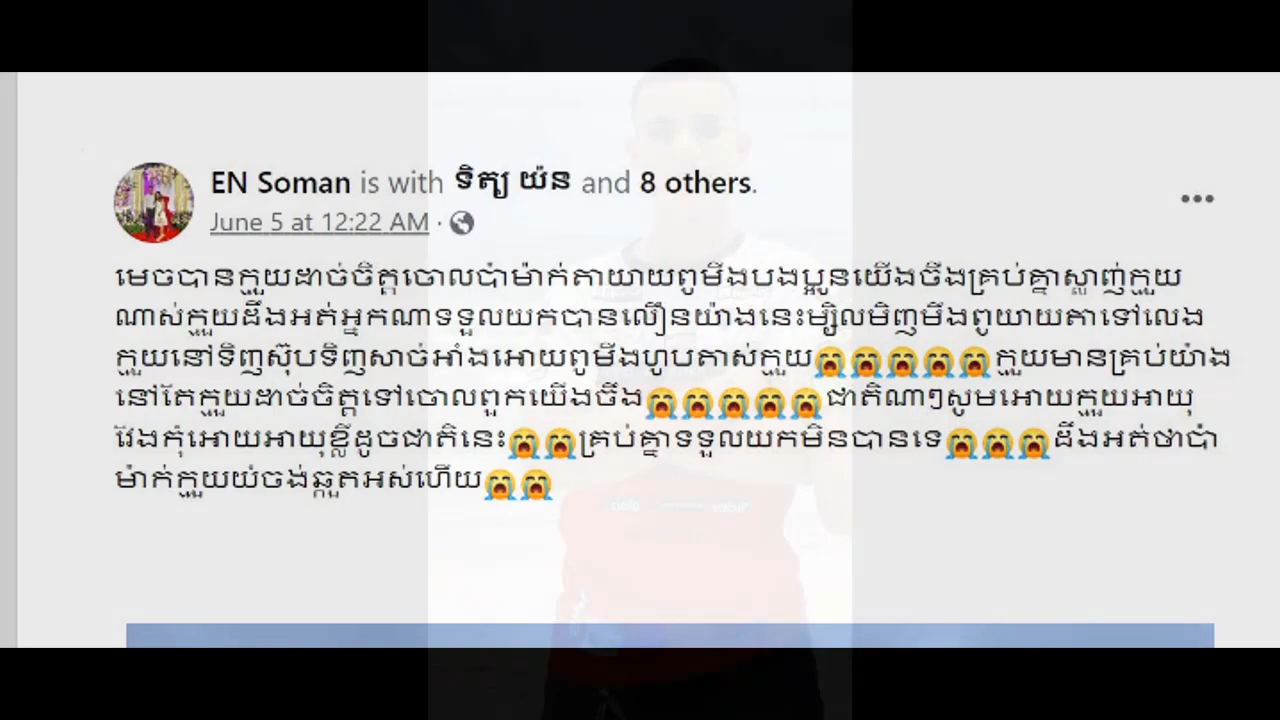 EN Soman is with ទិត្យ យ៉ន and 8 others.
June 5 at 12:22 AM ·
មេចបានក្មួយដាច់ចិត្តចោលប៉ាម៉ាក់តាយាយពូមីងបងប្អូនយើងចឹងគ្រប់គ្នាស្លាញ់ក្មួយ
ណាស់ក្មួយដឹងអត់អ្នកណាទទួលយកបានលឿនយ៉ាងនេះម្សិលមិញមីងពូយាយតាទៅលេង
ក្មួយនៅទិញស៊ុបទិញសាច់អាំងអោយពូមីងហូបតាស់ក្មួយ😭😭😭😭😭ក្មួយមានគ្រប់យ៉ាង
នៅតែក្មួយដាច់ចិត្តទៅចោលពួកយើងចឹង😭😭😭😭😭ជាតិណាៗសូមអោយក្មួយអាយុ
វែងកុំអោយអាយុខ្លីដូចជាតិនេះ😭😭គ្រប់គ្នាទទួលយកមិនបានទេ😭😭😭ដឹងអត់ថាប៉ា
ម៉ាក់ក្មួយយំចង់ឆ្កួតអស់ហើយ😭😭